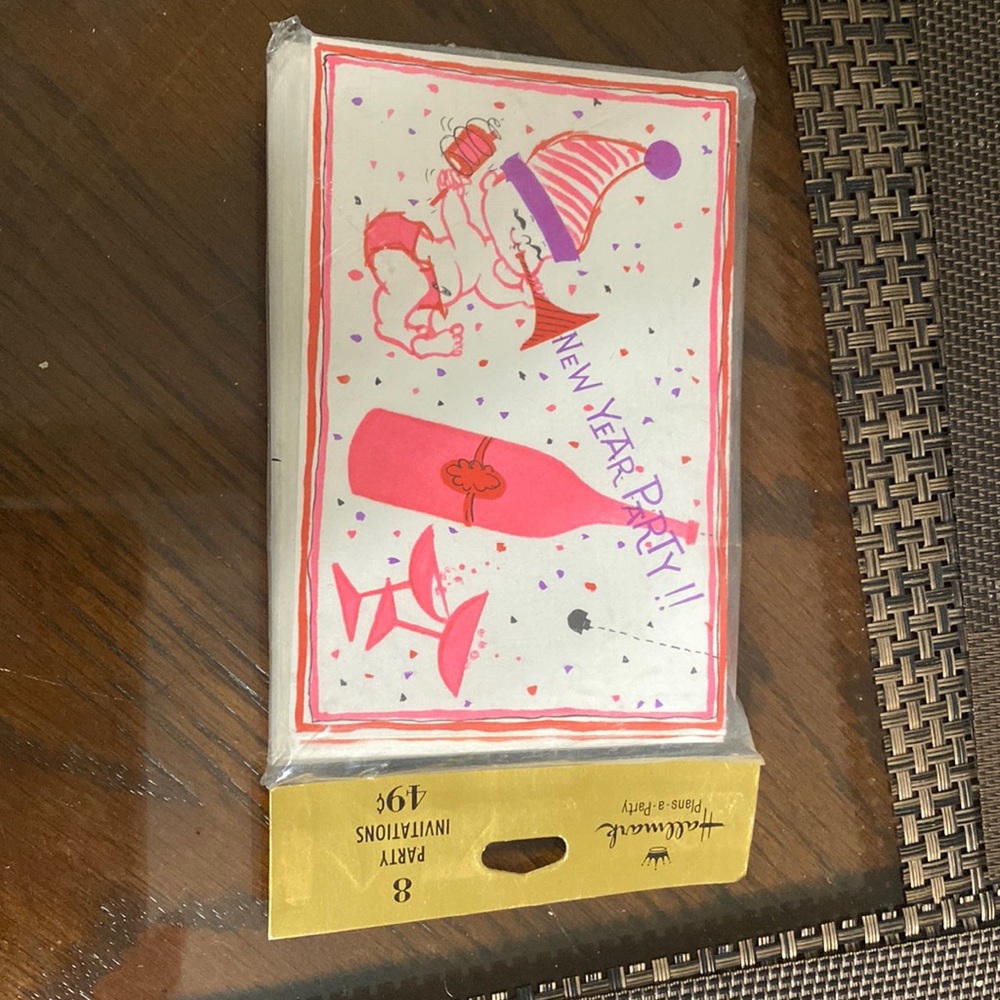 NEW YEAR PARTY!!
Hallmark
Plans-a-Party
8
PARTY
INVITATIONS
49¢